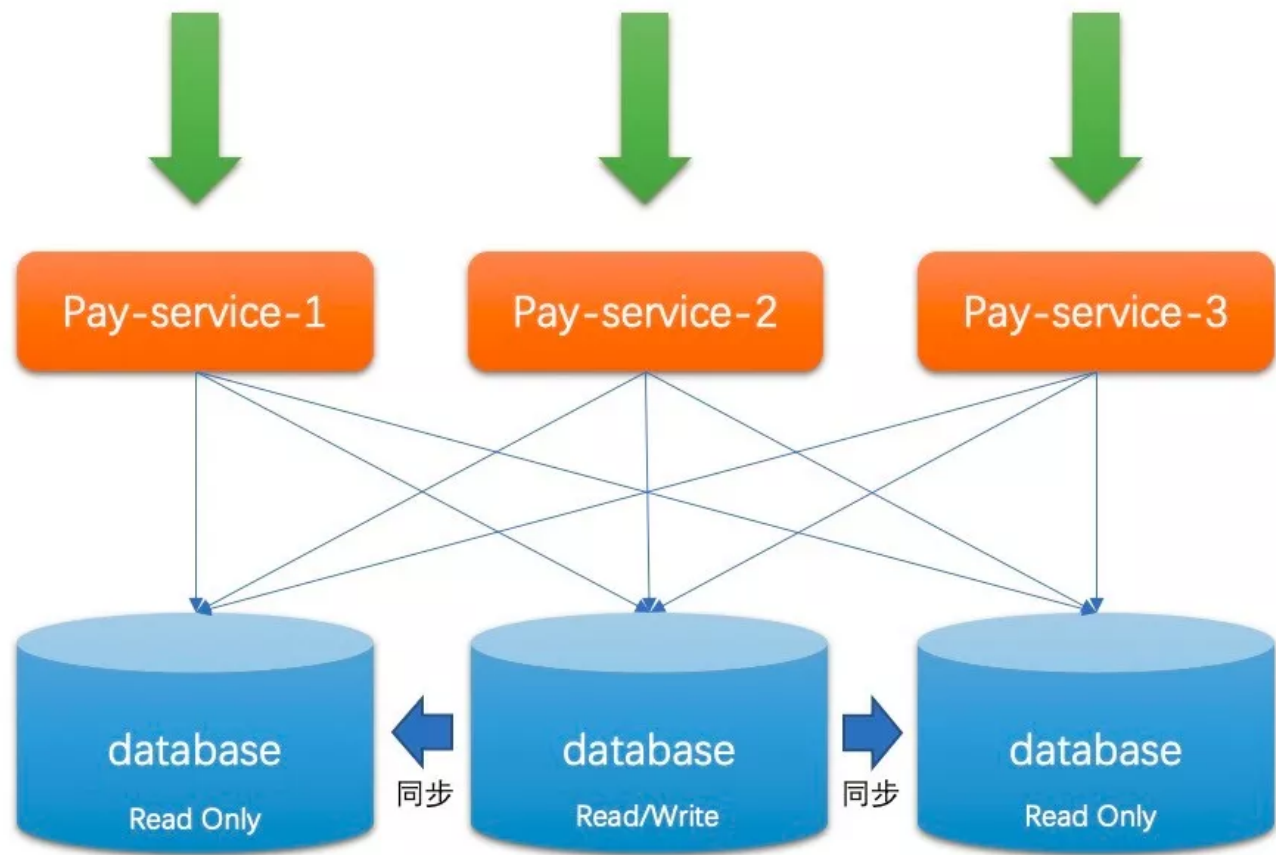 Pay-service-1
Pay-service-2
Pay-service-3
database
Read Only
同步
database
Read/Write
同步
database
Read Only